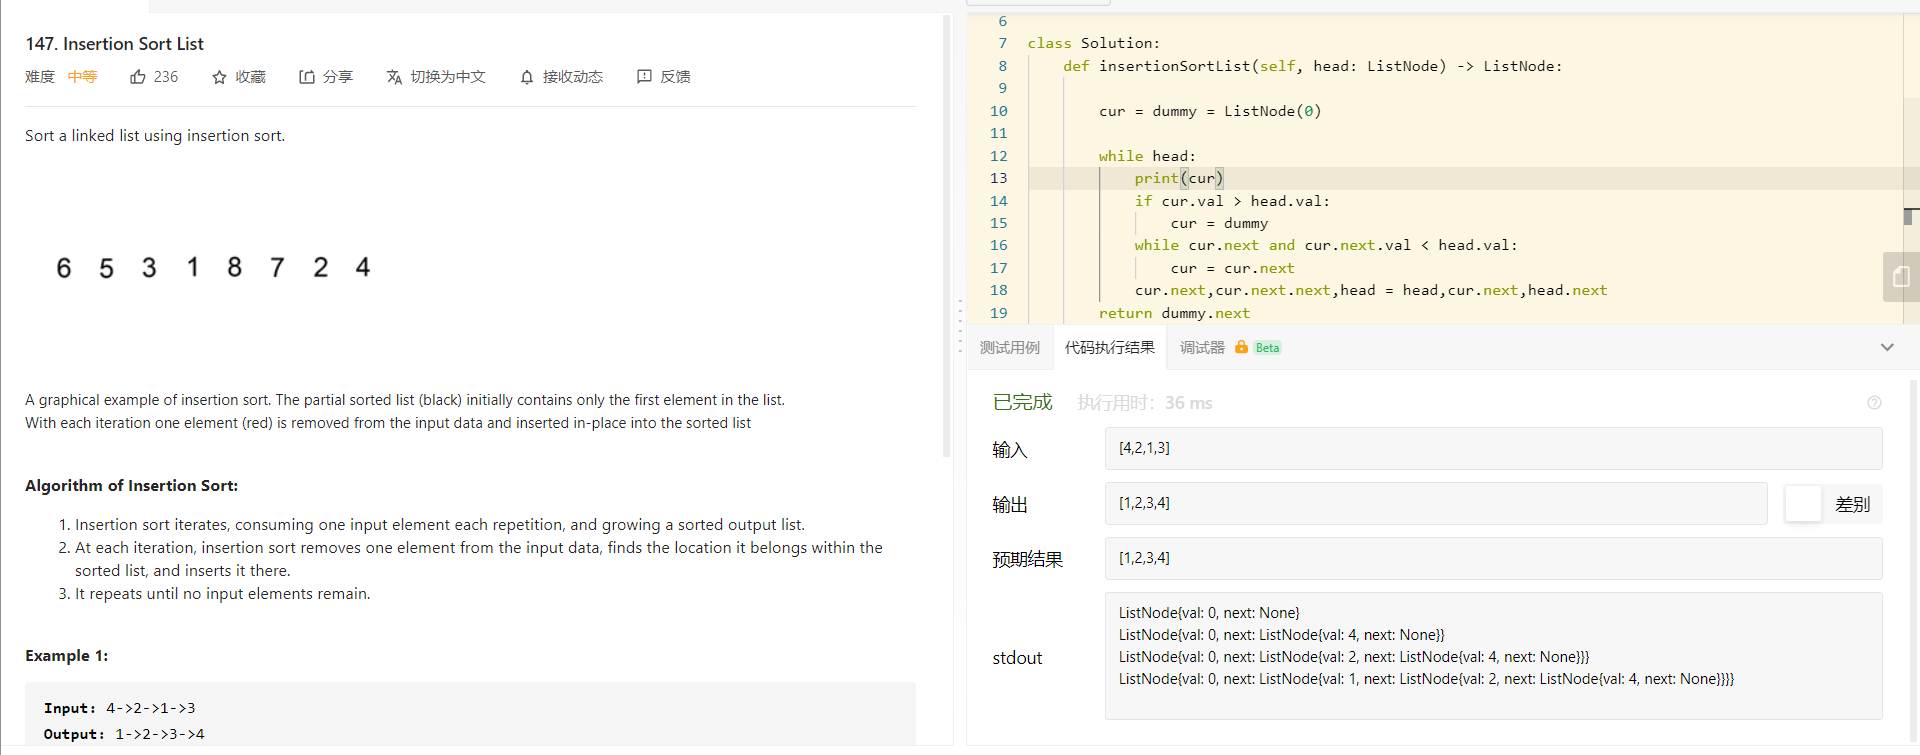 147. Insertion Sort List
难度 中等 236 收藏 分享 切换为中文 接收动态 反馈
Sort a linked list using insertion sort.
6 5 3 1 8 7 2 4
A graphical example of insertion sort. The partial sorted list (black) initially contains only the first element in the list.
With each iteration one element (red) is removed from the input data and inserted in-place into the sorted list
Algorithm of Insertion Sort:
1. Insertion sort iterates, consuming one input element each repetition, and growing a sorted output list.
2. At each iteration, insertion sort removes one element from the input data, finds the location it belongs within the
sorted list, and inserts it there.
3. It repeats until no input elements remain.
Example 1:
Input: 4->2->1->3
Output: 1->2->3->4
6
7 class Solution:
8 def insertionSortList(self, head: ListNode) -> ListNode:
9
10 cur = dummy = ListNode(0)
11
12 while head:
13 print(cur)
14 if cur.val > head.val:
15 cur = dummy
16 while cur.next and cur.next.val < head.val:
17 cur = cur.next
18 cur.next,cur.next.next,head = head,cur.next,head.next
19 return dummy.next
测试用例 代码执行结果 调试器 Beta
已完成 执行用时: 36 ms
输入 [4,2,1,3]
输出 [1,2,3,4] 差别
预期结果 [1,2,3,4]
stdout
ListNode{val: 0, next: None}
ListNode{val: 0, next: ListNode{val: 4, next: None}}
ListNode{val: 0, next: ListNode{val: 2, next: ListNode{val: 4, next: None}}}
ListNode{val: 0, next: ListNode{val: 1, next: ListNode{val: 2, next: ListNode{val: 4, next: None}}}}